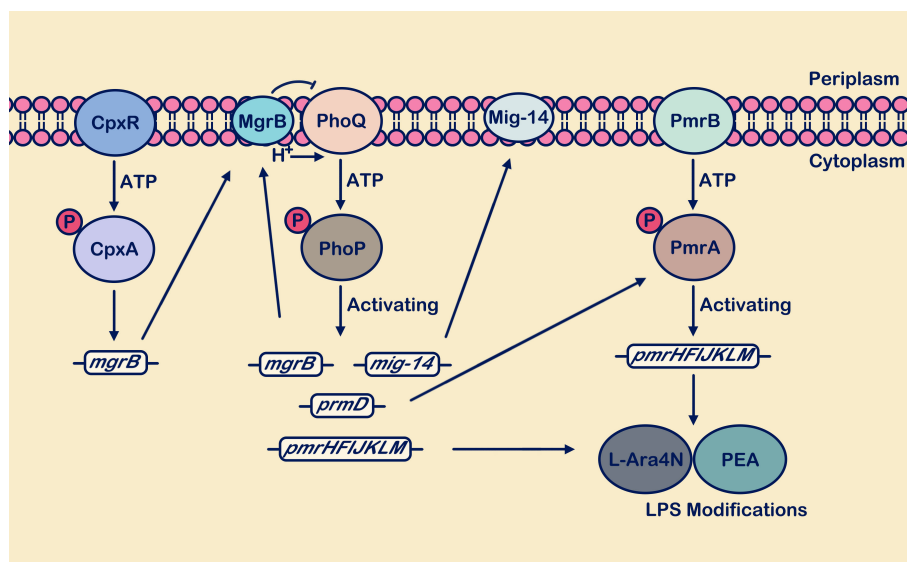 Periplasm
CpxR
MgrB
PhoQ
Mig-14
PmrB
H+
Cytoplasm
ATP
ATP
ATP
P
P
P
CpxA
PhoP
PmrA
Activating
Activating
mgrB
mgrB
mig-14
pmrHFIJKLM
prmD
pmrHFIJKLM
L-Ara4N
PEA
LPS Modifications